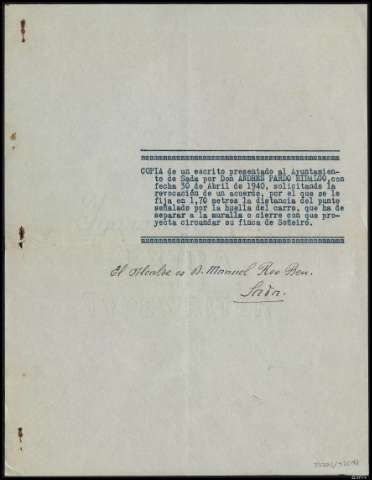 COPIA de un escrito presentado al Ayuntamien-
to de Sada por Don ANDRES PARDO HIDALGO,con
fecha 30 de Abril de 1940, solicitando la
revocación de un acuerdo, por el que se le
fija en 1,70 metros la distancia del punto
señalado por la huella del carro, que ha de
separar a la muralla o cierre con que pro-
yecta circundar su finca de Soñeiro.
El Alcalde es D. Manuel
Sada.